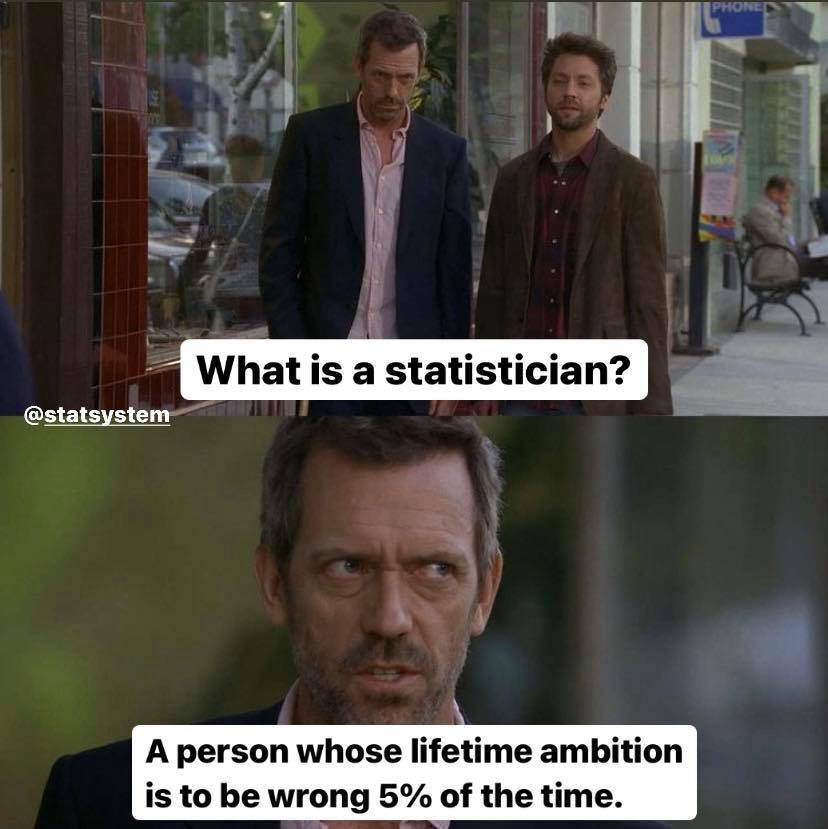 PHONE
What is a statistician?
@statsystem
A person whose lifetime ambition
is to be wrong 5% of the time.